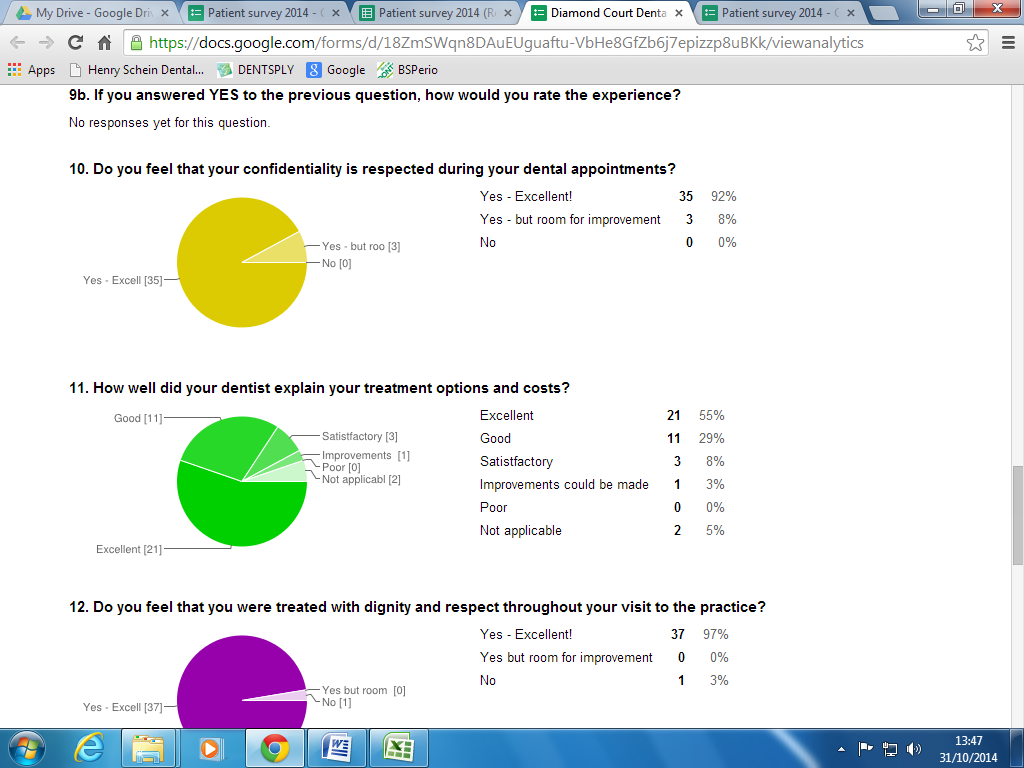 My Drive - Google Dri
Patient survey 2014 - G
Patient survey 2014 (R
Diamond Court Denta
Patient survey 2014 - G
https://docs.google.com/forms/d/18ZmSWqn8DAuEUguaftu-VbHe8GfZb6j7epizzp8uBKk/viewanalytics
Apps Henry Schein Dental... DENTSPLY Google BSPerio
9b. If you answered YES to the previous question, how would you rate the experience?
No responses yet for this question.
10. Do you feel that your confidentiality is respected during your dental appointments?
Yes - but roo [3]
No [0]
Yes - Excell [35]
Yes - Excellent! 35 92%
Yes - but room for improvement 3 8%
No 0 0%
11. How well did your dentist explain your treatment options and costs?
Good [11]
Satistfactory [3]
Improvements [1]
Poor [0]
Not applicabl [2]
Excellent [21]
Excellent 21 55%
Good 11 29%
Satistfactory 3 8%
Improvements could be made 1 3%
Poor 0 0%
Not applicable 2 5%
12. Do you feel that you were treated with dignity and respect throughout your visit to the practice?
Yes but room [0]
No [1]
Yes - Excell [37]
Yes - Excellent! 37 97%
Yes but room for improvement 0 0%
No 1 3%
13:47
31/10/2014